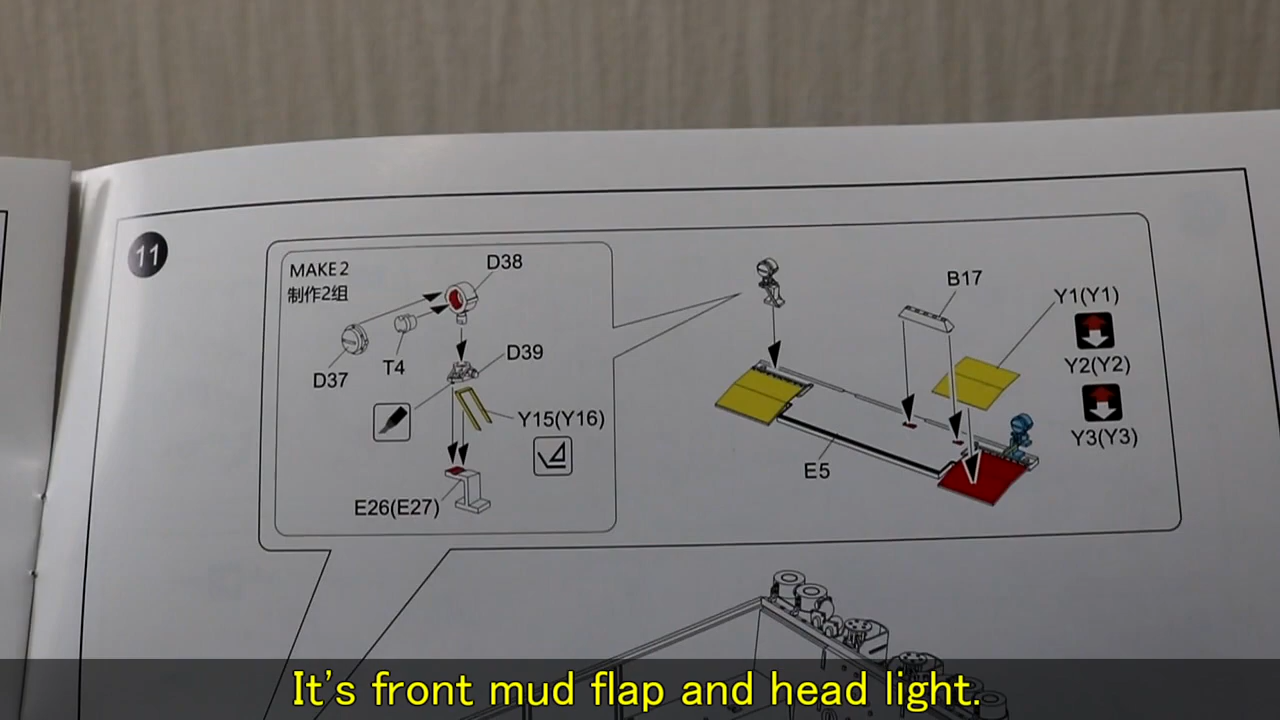 11
MAKE 2
制作2组
D38
D37
T4
D39
Y15(Y16)
E26(E27)
B17
Y1(Y1)
Y2(Y2)
Y3(Y3)
E5
It's front mud flap and head light.